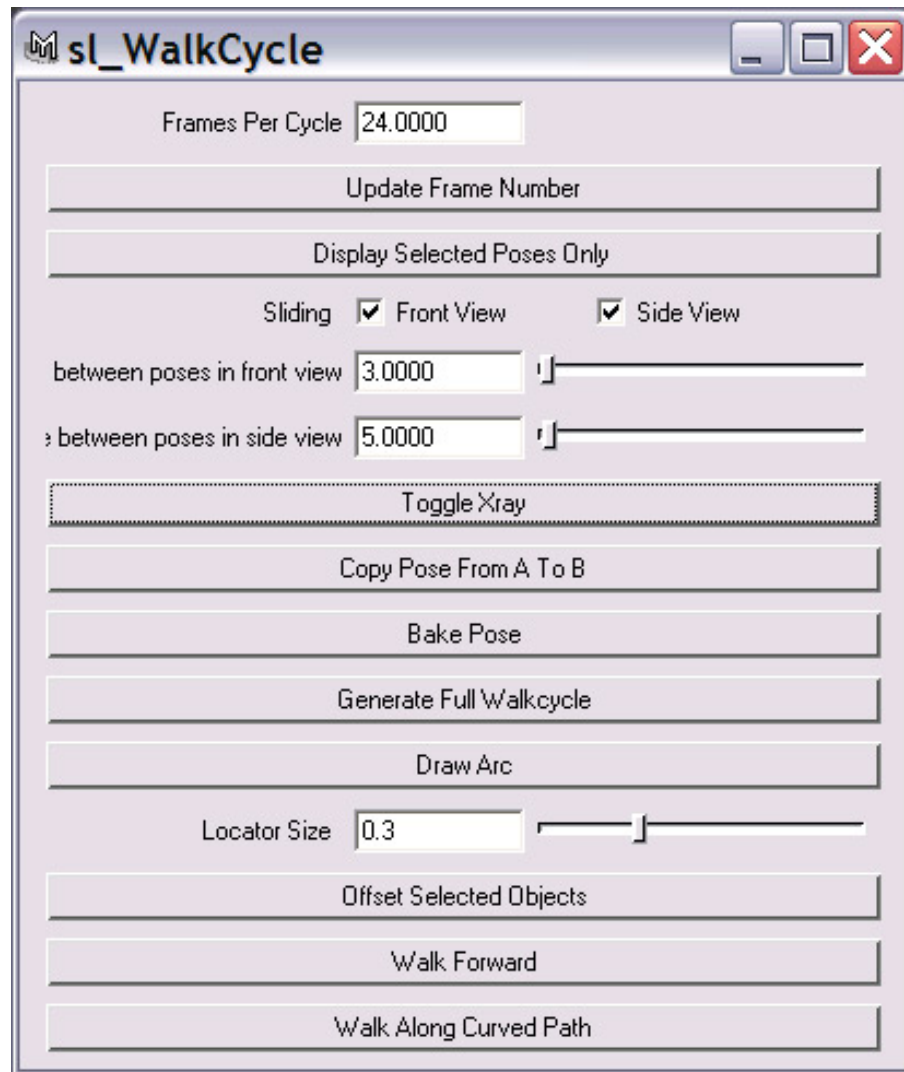 sl_WalkCycle
Frames Per Cycle 24.0000
Update Frame Number
Display Selected Poses Only
Sliding Front View Side View
between poses in front view 3.0000
between poses in side view 5.0000
Toggle Xray
Copy Pose From A To B
Bake Pose
Generate Full Walkcycle
Draw Arc
Locator Size 0.3
Offset Selected Objects
Walk Forward
Walk Along Curved Path